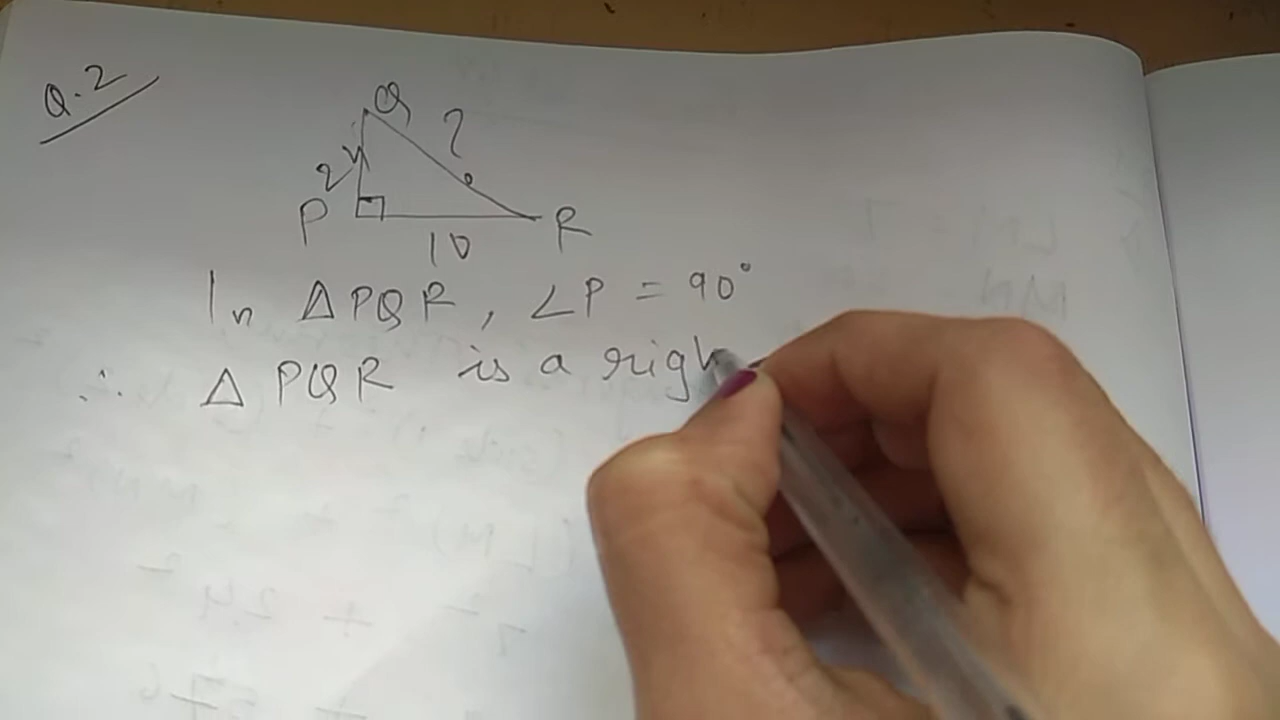 Q.2
Q
?
24
P
10
R
In △PQR, ∠P = 90°
∴ △PQR is a righ